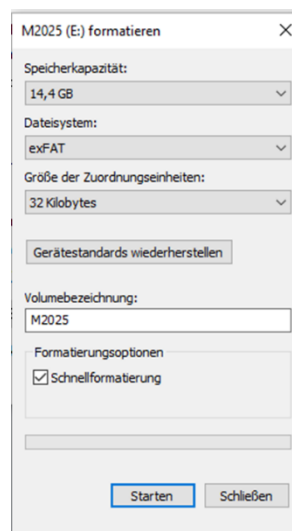 M2025 (E:) formatieren
Speicherkapazität:
14,4 GB
Dateisystem:
exFAT
Größe der Zuordnungseinheiten:
32 Kilobytes
Gerätestandards wiederherstellen
Volumebezeichnung:
M2025
Formatierungsoptionen
Schnellformatierung
Starten Schließen